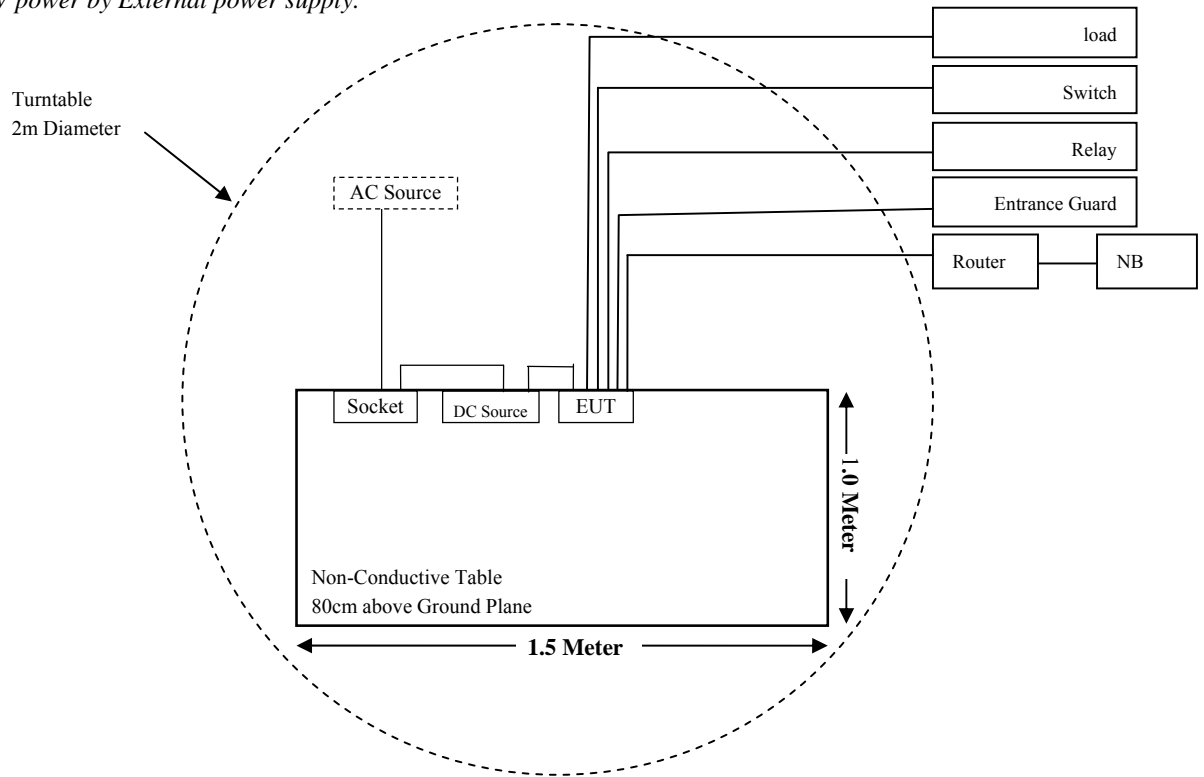 power by External power supply.
load
Switch
Turntable
2m Diameter
Relay
AC Source
Entrance Guard
Router
NB
Socket
DC Source
EUT
1.0 Meter
Non-Conductive Table
80cm above Ground Plane
1.5 Meter